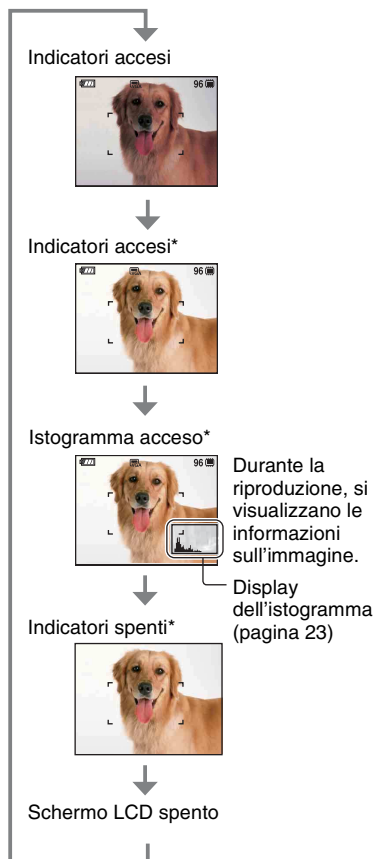 Indicatori accesi
96
Indicatori accesi*
96
Istogramma acceso*
96
Durante la
riproduzione, si
visualizzano le
informazioni
sull'immagine.
Display
dell'istogramma
(pagina 23)
Indicatori spenti*
Schermo LCD spento